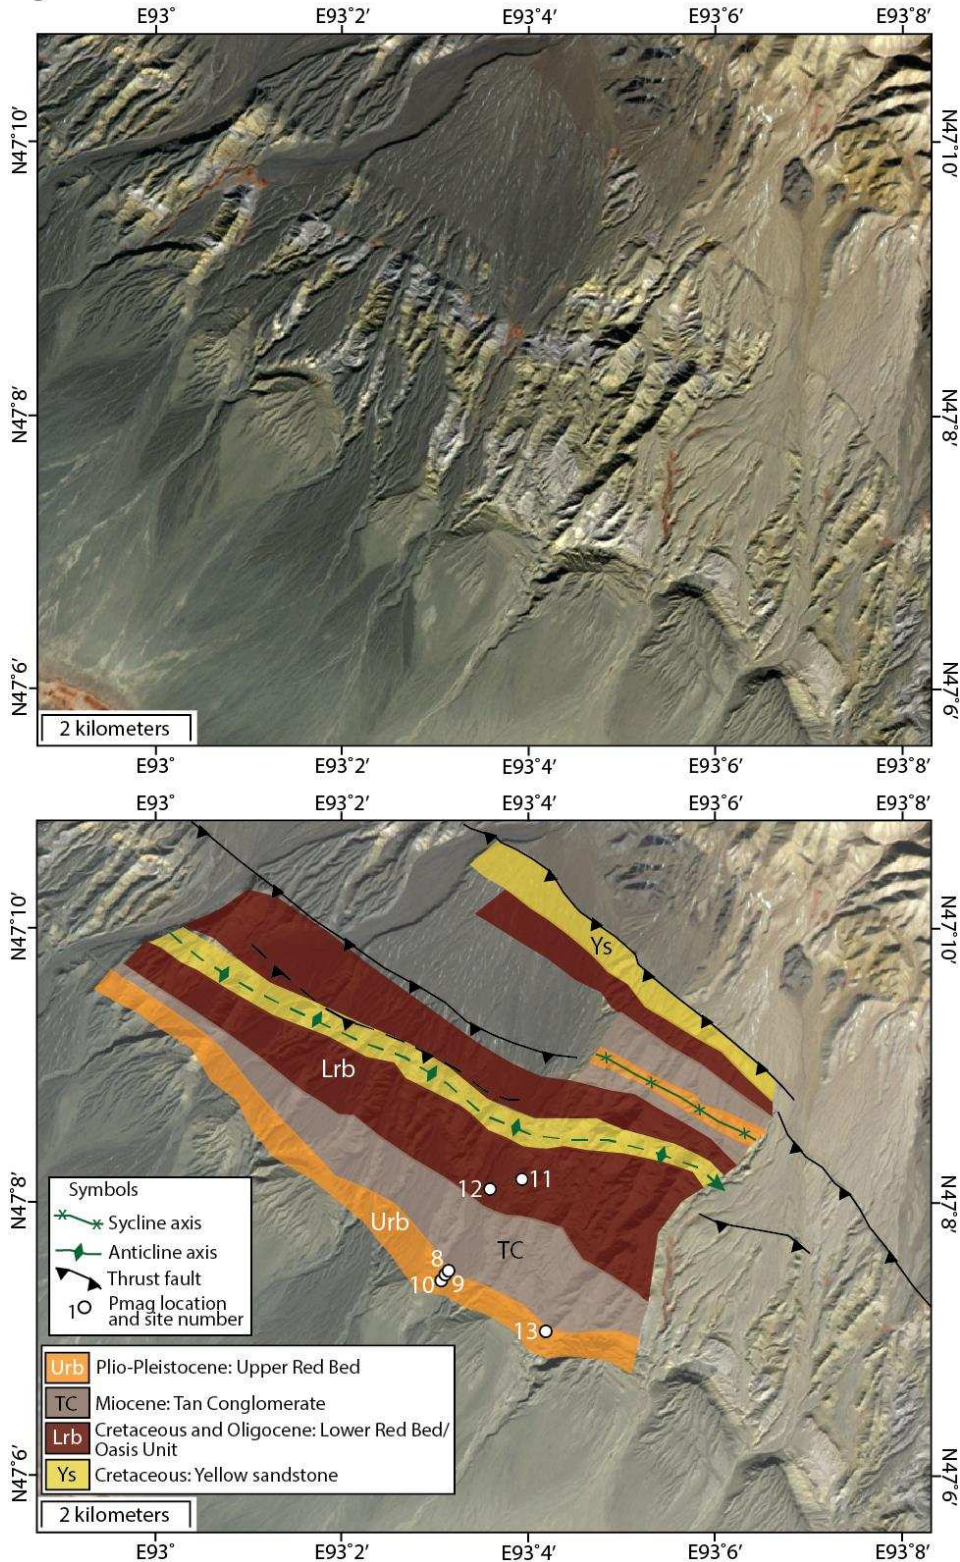 E93° E93°2' E93°4' E93°6' E93°8'
N47°10' N47°10'
N47°8' N47°8'
N47°6' N47°6'
2 kilometers
E93° E93°2' E93°4' E93°6' E93°8'
E93° E93°2' E93°4' E93°6' E93°8'
N47°10' N47°10'
Ys
Lrb
N47°8' N47°8'
12 11
Urb
TC
8
10 9
13
Symbols
Sycline axis
Anticline axis
Thrust fault
1 Pmag location
and site number
Urb Plio-Pleistocene: Upper Red Bed
TC Miocene: Tan Conglomerate
Lrb Cretaceous and Oligocene: Lower Red Bed/
Oasis Unit
Ys Cretaceous: Yellow sandstone
N47°6' N47°6'
2 kilometers
E93° E93°2' E93°4' E93°6' E93°8'